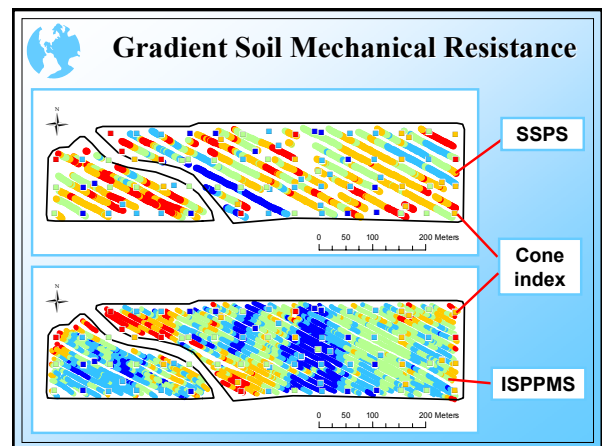 Gradient Soil Mechanical Resistance
N
SSPS
0 50 100 200 Meters
Cone
index
N
ISPPMS
0 50 100 200 Meters